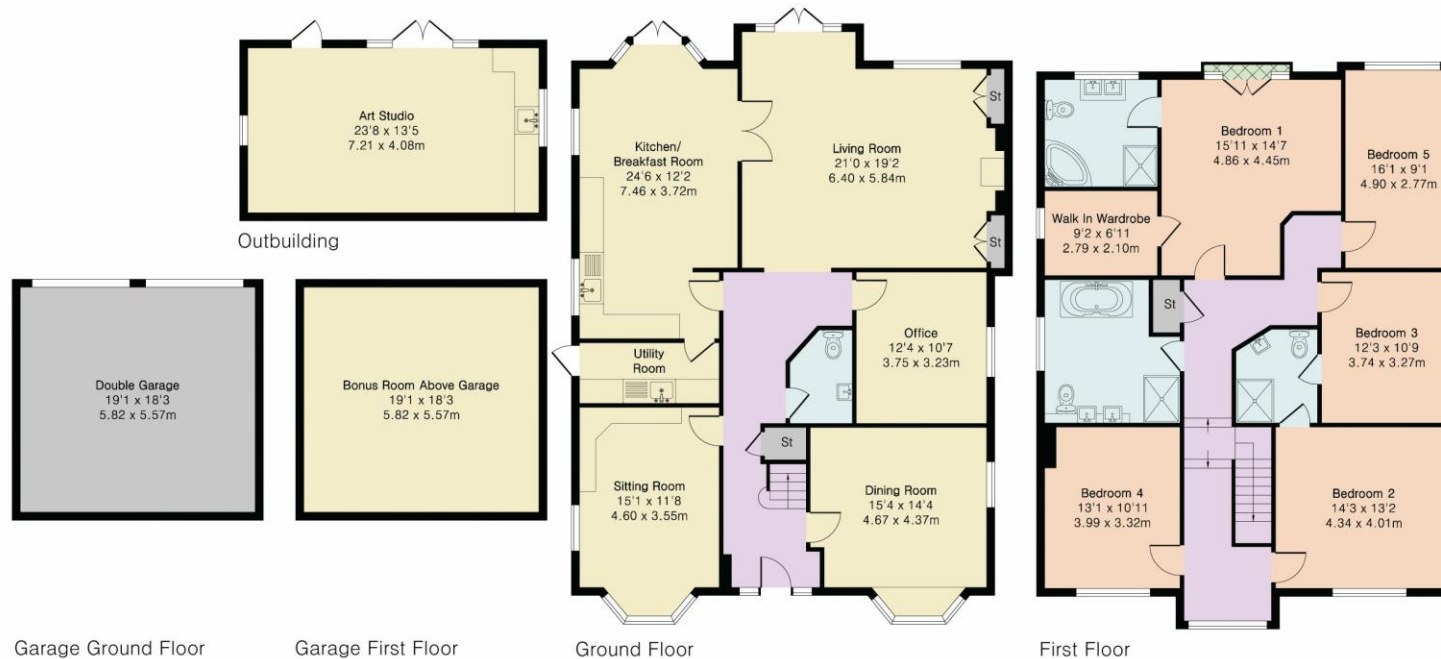 Art Studio
23'8 x 13'5
7.21 x 4.08m
Outbuilding
Double Garage
19'1 x 18'3
5.82 x 5.57m
Garage Ground Floor
Bonus Room Above Garage
19'1 x 18'3
5.82 x 5.57m
Garage First Floor
Kitchen/
Breakfast Room
24'6 x 12'2
7.46 x 3.72m
Living Room
21'0 x 19'2
6.40 x 5.84m
St
St
Utility
Room
Office
12'4 x 10'7
3.75 x 3.23m
St
Sitting Room
15'1 x 11'8
4.60 x 3.55m
Dining Room
15'4 x 14'4
4.67 x 4.37m
Ground Floor
Bedroom 1
15'11 x 14'7
4.86 x 4.45m
Bedroom 5
16'1 x 9'1
4.90 x 2.77m
Walk In Wardrobe
9'2 x 6'11
2.79 x 2.10m
St
Bedroom 3
12'3 x 10'9
3.74 x 3.27m
Bedroom 4
13'1 x 10'11
3.99 x 3.32m
Bedroom 2
14'3 x 13'2
4.34 x 4.01m
First Floor